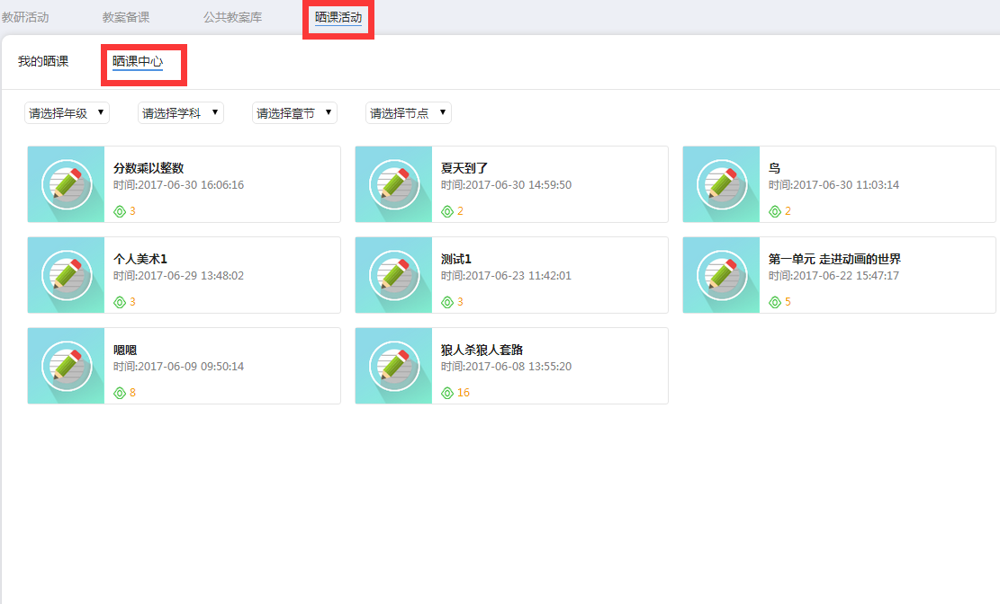 教研活动 教案备课 公共教案库 晒课活动
我的晒课 晒课中心
请选择年级 请选择学科 请选择章节 请选择节点
分数乘以整数
时间:2017-06-30 16:06:16
3
夏天到了
时间:2017-06-30 14:59:50
2
鸟
时间:2017-06-30 11:03:14
2
个人美术1
时间:2017-06-29 13:48:02
3
测试1
时间:2017-06-23 11:42:01
3
第一单元 走进动画的世界
时间:2017-06-22 15:47:17
5
嗯嗯
时间:2017-06-09 09:50:14
8
狼人杀狼人套路
时间:2017-06-08 13:55:20
16